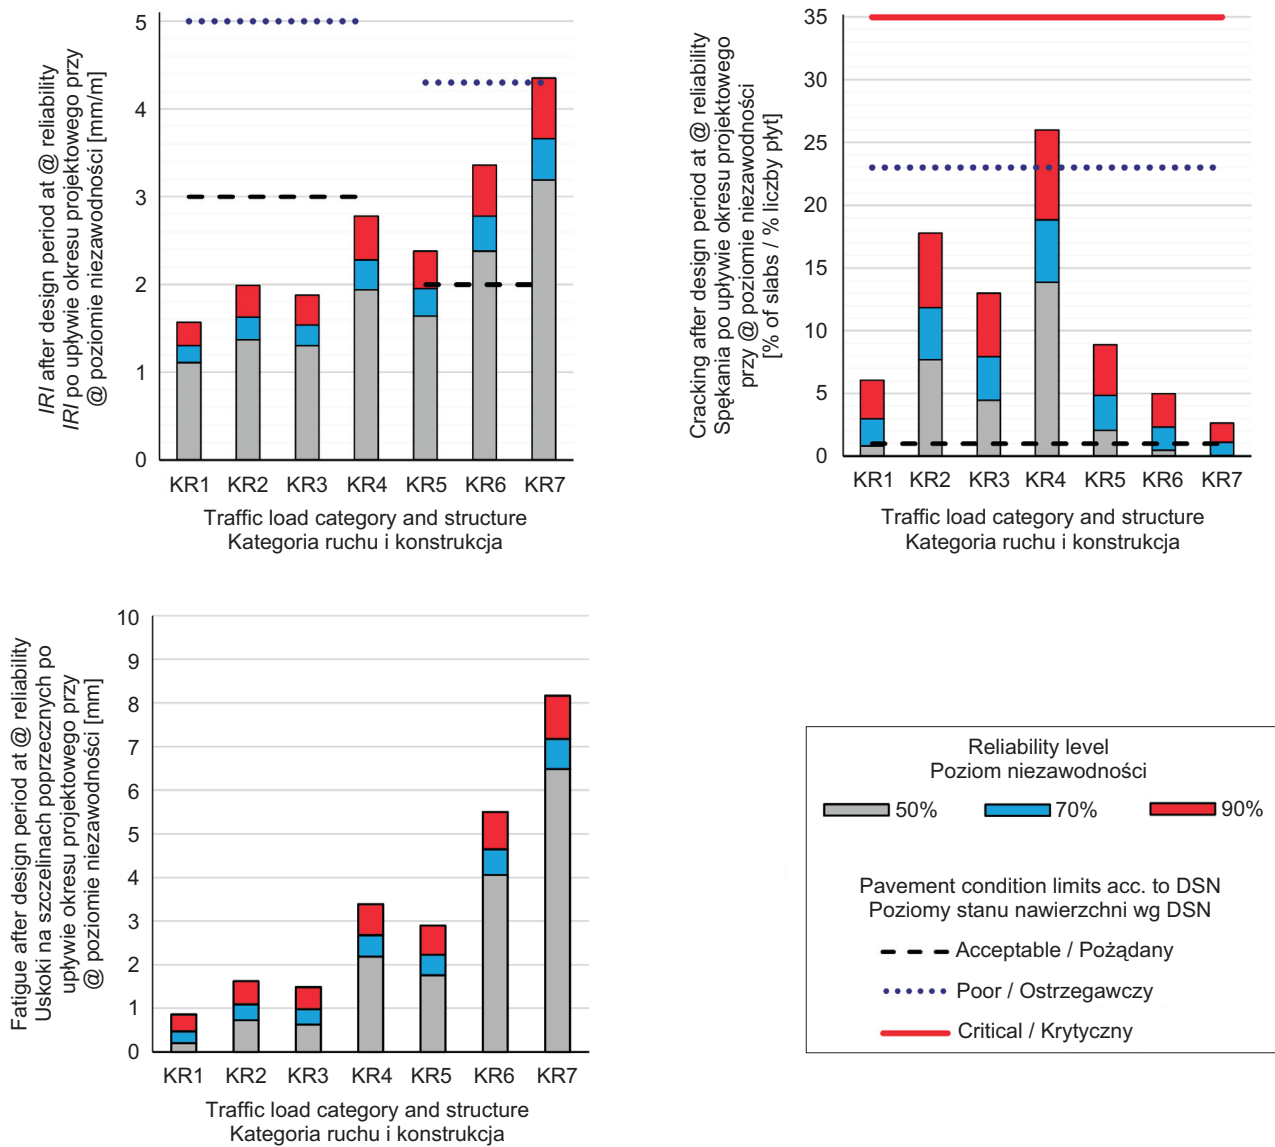 IRI after design period at @ reliability
IRI po upływie okresu projektowego przy
@ poziomie niezawodności [mm/m]
5
4
3
2
1
0
KR1 KR2 KR3 KR4 KR5 KR6 KR7
Traffic load category and structure
Kategoria ruchu i konstrukcja
Cracking after design period at @ reliability
Spękania po upływie okresu projektowego
przy @ poziomie niezawodności
[% of slabs / % liczby płyt]
35
30
25
20
15
10
5
0
KR1 KR2 KR3 KR4 KR5 KR6 KR7
Traffic load category and structure
Kategoria ruchu i konstrukcja
Fatigue after design period at @ reliability
Uskoki na szczelinach poprzecznych po
upływie okresu projektowego przy
@ poziomie niezawodności [mm]
10
9
8
7
6
5
4
3
2
1
0
KR1 KR2 KR3 KR4 KR5 KR6 KR7
Traffic load category and structure
Kategoria ruchu i konstrukcja
Reliability level
Poziom niezawodności
50% 70% 90%
Pavement condition limits acc. to DSN
Poziomy stanu nawierzchni wg DSN
Acceptable / Pożądany
Poor / Ostrzegawczy
Critical / Krytyczny